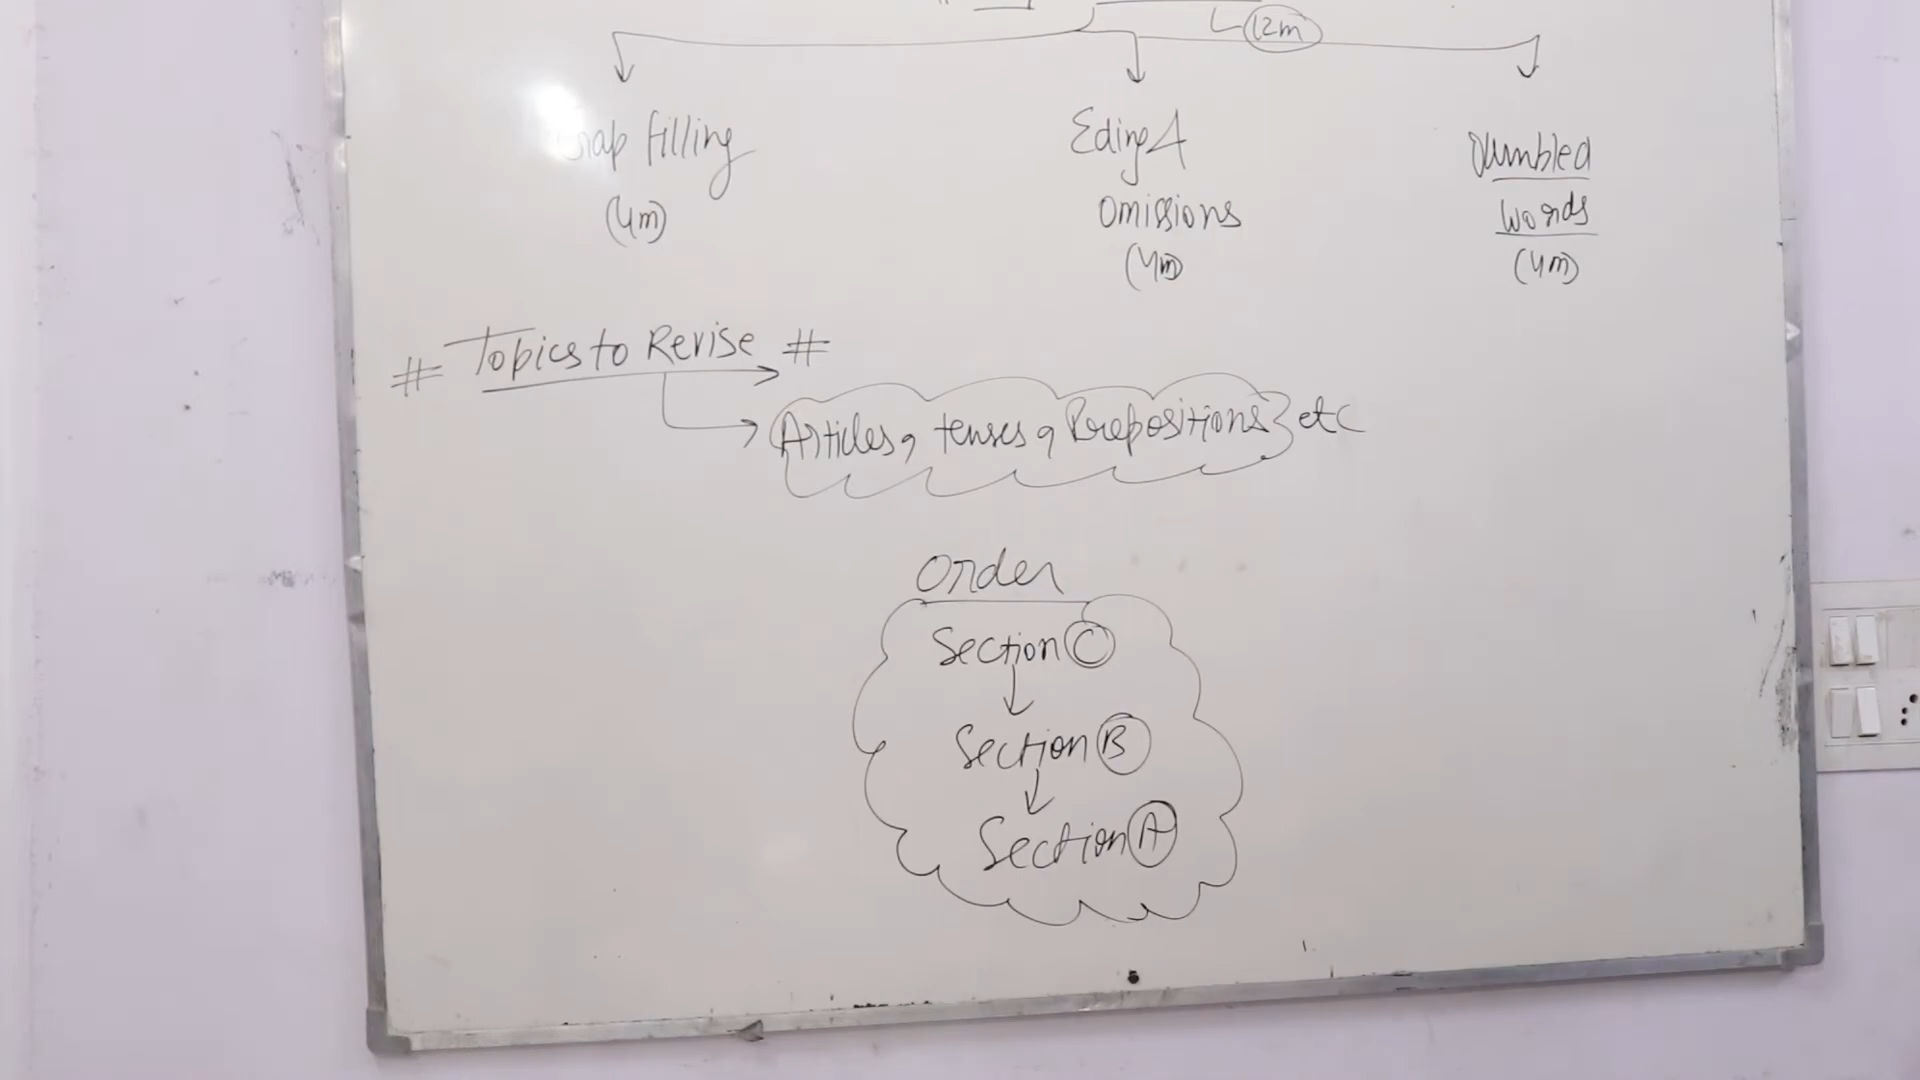 12m
Gap filling
(4m)
Eding4
Omissions
(4m)
Jumbled
Words
(4m)
# Topics to Revise #
Articles, tenses, Prepositions etc
Order
Section C
Section B
Section A